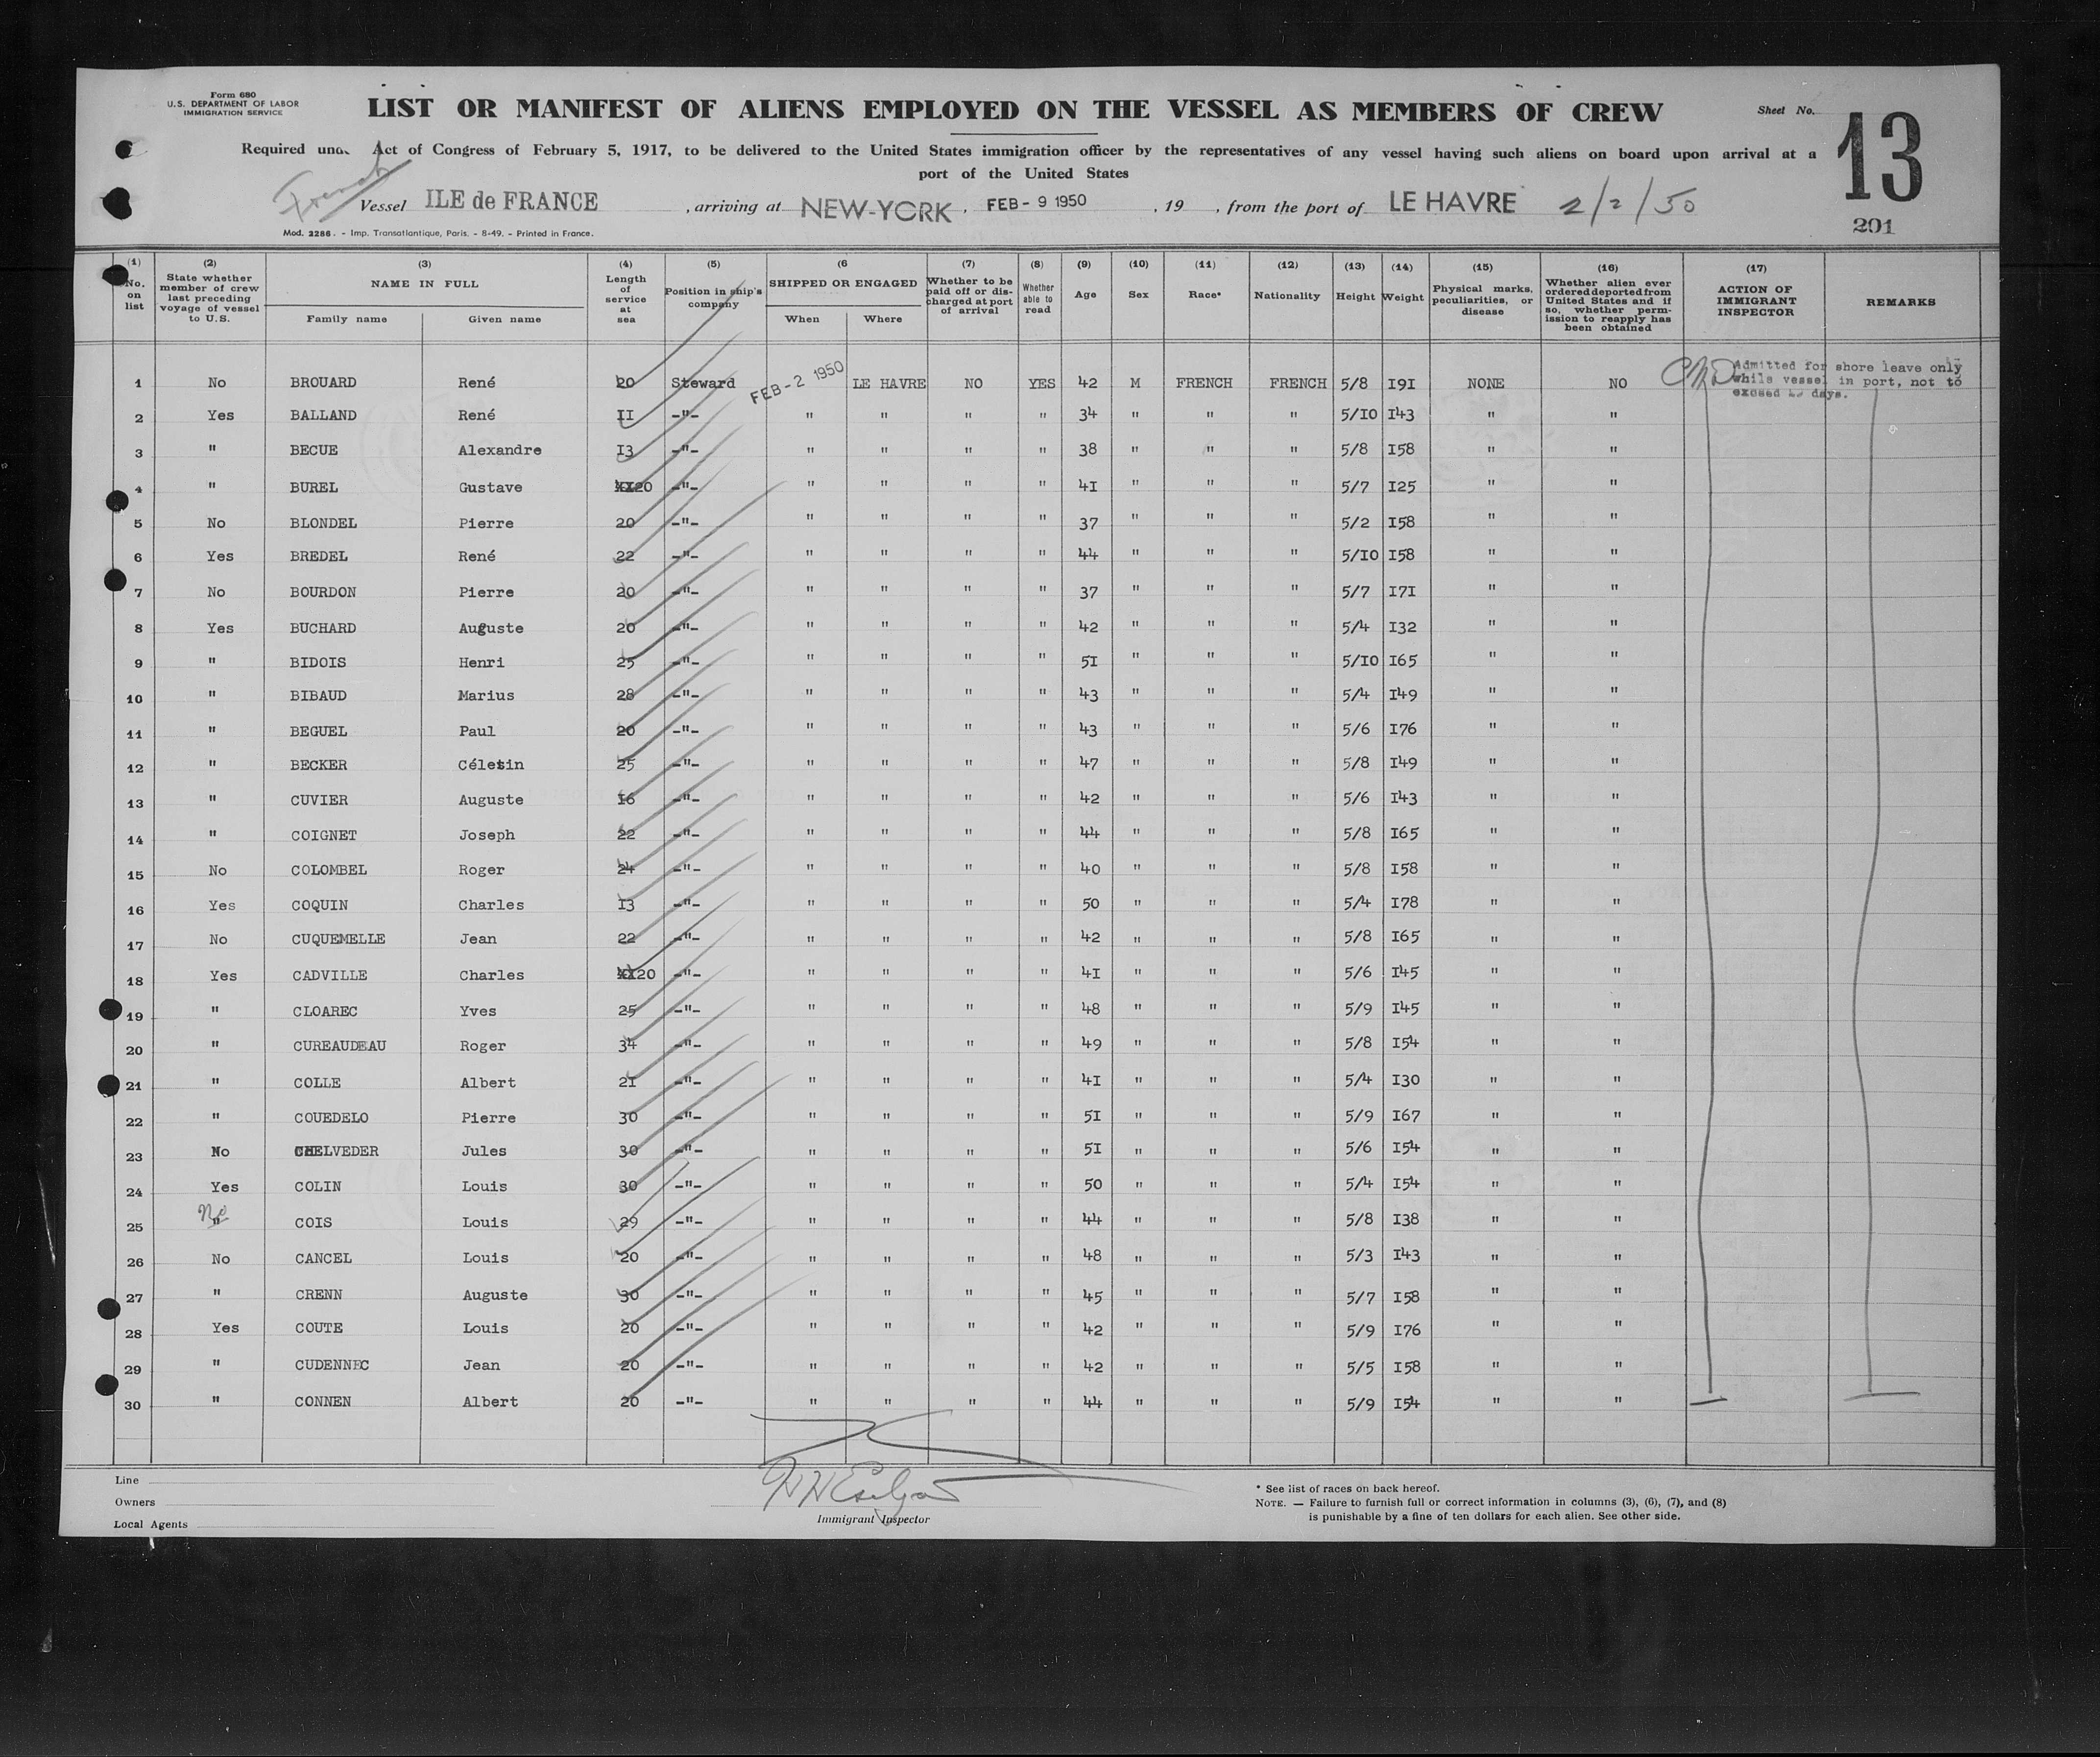 Form 680
U.S. DEPARTMENT OF LABOR
IMMIGRATION SERVICE
LIST OR MANIFEST OF ALIENS EMPLOYED ON THE VESSEL AS MEMBERS OF CREW
Sheet No. 13
Required Act of Congress of February 5, 1917, to be delivered to the United States immigration officer by the representatives of any vessel having such aliens on board upon arrival at a
port of the United States
French
Vessel ILE de FRANCE , arriving at NEW-YORK , FEB - 9 1950 , 19 , from the port of LE HAVRE 2/2/50
201
Mod. 2286. - Imp. Transatlantique, Paris. - 8-49. - Printed in France.
(1) No. on list (2) State whether member of crew last preceding voyage of vessel to U.S. (3) NAME IN FULL Family name Given name (4) Length of service at sea (5) Position in ship's company (6 SHIPPED OR ENGAGED When Where (7) Whether to be paid off or discharged at port of arrival (8) Whether able to read (9) Age (10) Sex (11) Race* (12) Nationality (13) Height (14) Weight (15) Physical marks, peculiarities, or disease (16) Whether alien ever ordered deported from United States and if so, whether permission to reapply has been obtained (17) ACTION OF IMMIGRANT INSPECTOR REMARKS
1 No BROUARD René 20 Steward FEB - 2 1950 LE HAVRE NO YES 42 M FRENCH FRENCH 5/8 I9I NONE NO Admitted for shore leave only while vessel in port, not to exceed 29 days.
2 Yes BALLAND René II -"- " " " " 34 " " " 5/IO I43 " "
3 " BECUE Alexandre I3 -"- " " " " 38 " " " 5/8 I58 " "
4 " BUREL Gustave XX20 -"- " " " " 4I " " " 5/7 I25 " "
5 No BLONDEL Pierre 20 -"- " " " " 37 " " " 5/2 I58 " "
6 Yes BREDEL René 22 -"- " " " " 44 " " " 5/IO I58 " "
7 No BOURDON Pierre 20 -"- " " " " 37 " " " 5/7 I7I " "
8 Yes BUCHARD Auguste 20 -"- " " " " 42 " " " 5/4 I32 " "
9 " BIDOIS Henri 25 -"- " " " " 5I " " " 5/IO I65 " "
10 " BIBAUD Marius 28 -"- " " " " 43 " " " 5/4 I49 " "
11 " BEGUEL Paul 20 -"- " " " " 43 " " " 5/6 I76 " "
12 " BECKER Céletin 25 -"- " " " " 47 " " " 5/8 I49 " "
13 " CUVIER Auguste I6 -"- " " " " 42 " " " 5/6 I43 " "
14 " COIGNET Joseph 22 -"- " " " " 44 " " " 5/8 I65 " "
15 No COLOMBEL Roger 24 -"- " " " " 40 " " " 5/8 I58 " "
16 Yes COQUIN Charles I3 -"- " " " " 50 " " " 5/4 I78 " "
17 No CUQUEMELLE Jean 22 -"- " " " " 42 " " " 5/8 I65 " "
18 Yes CADVILLE Charles XX20 -"- " " " " 4I " " " 5/6 I45 " "
19 " CLOAREC Yves 25 -"- " " " " 48 " " " 5/9 I45 " "
20 " CUREAUDEAU Roger 34 -"- " " " " 49 " " " 5/8 I54 " "
21 " COLLE Albert 2I -"- " " " " 4I " " " 5/4 I30 " "
22 " COUEDELO Pierre 30 -"- " " " " 5I " " " 5/9 I67 " "
23 No CHELVEDER Jules 30 -"- " " " " 5I " " " 5/6 I54 " "
24 Yes COLIN Louis 30 -"- " " " " 50 " " " 5/4 I54 " "
25 No " COIS Louis 29 -"- " " " " 44 " " " 5/8 I38 " "
26 No CANCEL Louis 20 -"- " " " " 48 " " " 5/3 I43 " "
27 " CRENN Auguste 30 -"- " " " " 45 " " " 5/7 I58 " "
28 Yes COUTE Louis 20 -"- " " " " 42 " " " 5/9 I76 " "
29 " CUDENNEC Jean 20 -"- " " " " 42 " " " 5/5 I58 " "
30 " CONNEN Albert 20 -"- " " " " 44 " " " 5/9 I54 " "
Line
Owners
Local Agents
Immigrant Inspector
* See list of races on back hereof.
NOTE. — Failure to furnish full or correct information in columns (3), (6), (7), and (8)
is punishable by a fine of ten dollars for each alien. See other side.